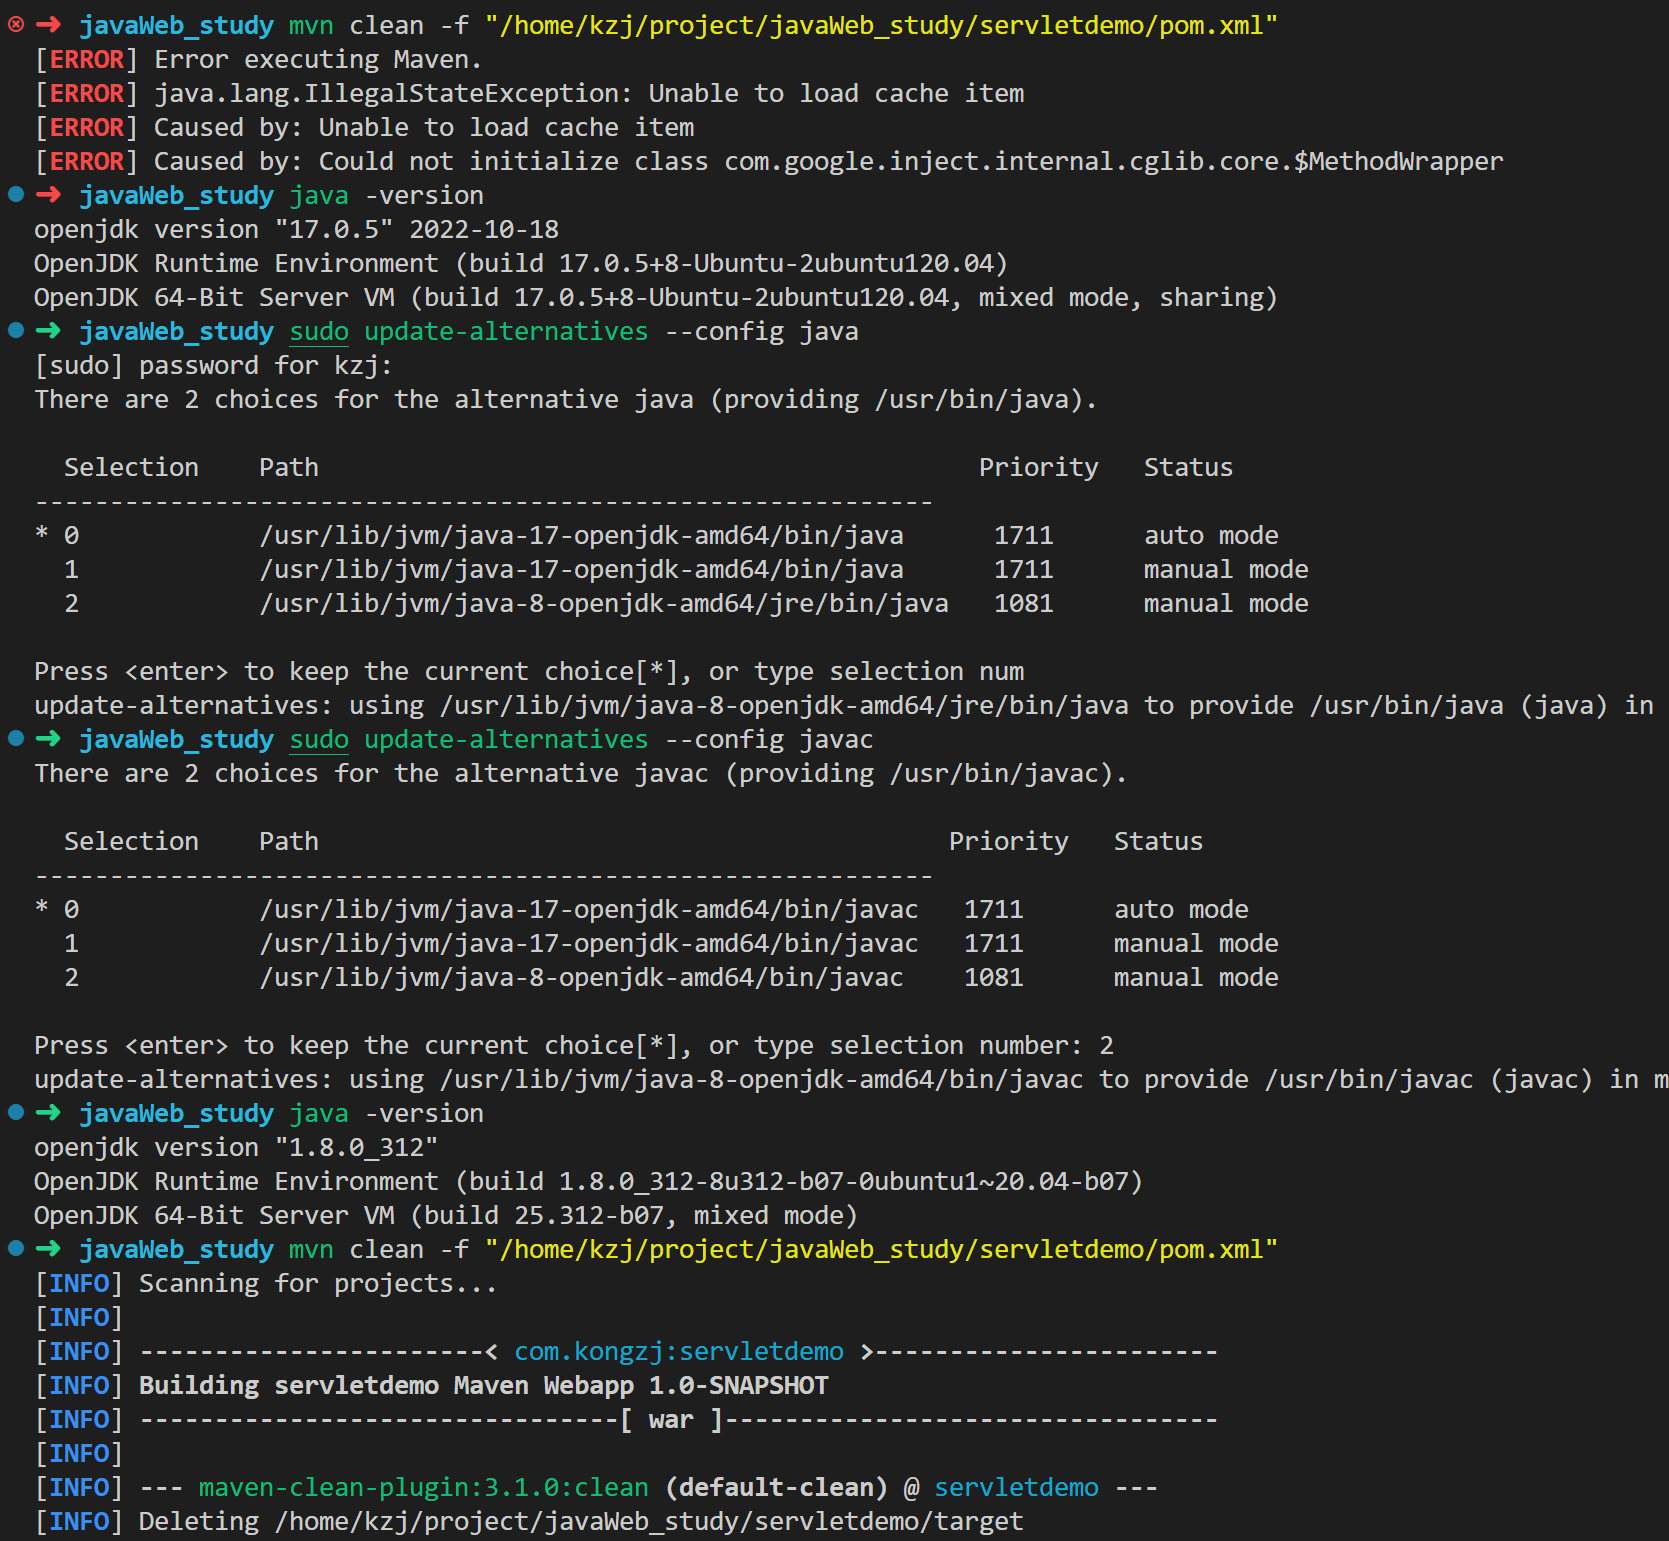 ➜ javaWeb_study mvn clean -f "/home/kzj/project/javaWeb_study/servletdemo/pom.xml"
[ERROR] Error executing Maven.
[ERROR] java.lang.IllegalStateException: Unable to load cache item
[ERROR] Caused by: Unable to load cache item
[ERROR] Caused by: Could not initialize class com.google.inject.internal.cglib.core.$MethodWrapper
➜ javaWeb_study java -version
openjdk version "17.0.5" 2022-10-18
OpenJDK Runtime Environment (build 17.0.5+8-Ubuntu-2ubuntu120.04)
OpenJDK 64-Bit Server VM (build 17.0.5+8-Ubuntu-2ubuntu120.04, mixed mode, sharing)
➜ javaWeb_study sudo update-alternatives --config java
[sudo] password for kzj:
There are 2 choices for the alternative java (providing /usr/bin/java).
Selection Path Priority Status
------------------------------------------------------------
* 0 /usr/lib/jvm/java-17-openjdk-amd64/bin/java 1711 auto mode
1 /usr/lib/jvm/java-17-openjdk-amd64/bin/java 1711 manual mode
2 /usr/lib/jvm/java-8-openjdk-amd64/jre/bin/java 1081 manual mode
Press <enter> to keep the current choice[*], or type selection num
update-alternatives: using /usr/lib/jvm/java-8-openjdk-amd64/jre/bin/java to provide /usr/bin/java (java) in
➜ javaWeb_study sudo update-alternatives --config javac
There are 2 choices for the alternative javac (providing /usr/bin/javac).
Selection Path Priority Status
------------------------------------------------------------
* 0 /usr/lib/jvm/java-17-openjdk-amd64/bin/javac 1711 auto mode
1 /usr/lib/jvm/java-17-openjdk-amd64/bin/javac 1711 manual mode
2 /usr/lib/jvm/java-8-openjdk-amd64/bin/javac 1081 manual mode
Press <enter> to keep the current choice[*], or type selection number: 2
update-alternatives: using /usr/lib/jvm/java-8-openjdk-amd64/bin/javac to provide /usr/bin/javac (javac) in m
➜ javaWeb_study java -version
openjdk version "1.8.0_312"
OpenJDK Runtime Environment (build 1.8.0_312-8u312-b07-0ubuntu1~20.04-b07)
OpenJDK 64-Bit Server VM (build 25.312-b07, mixed mode)
➜ javaWeb_study mvn clean -f "/home/kzj/project/javaWeb_study/servletdemo/pom.xml"
[INFO] Scanning for projects...
[INFO]
[INFO] -----------------------< com.kongzj:servletdemo >-----------------------
[INFO] Building servletdemo Maven Webapp 1.0-SNAPSHOT
[INFO] --------------------------------[ war ]---------------------------------
[INFO]
[INFO] --- maven-clean-plugin:3.1.0:clean (default-clean) @ servletdemo ---
[INFO] Deleting /home/kzj/project/javaWeb_study/servletdemo/target